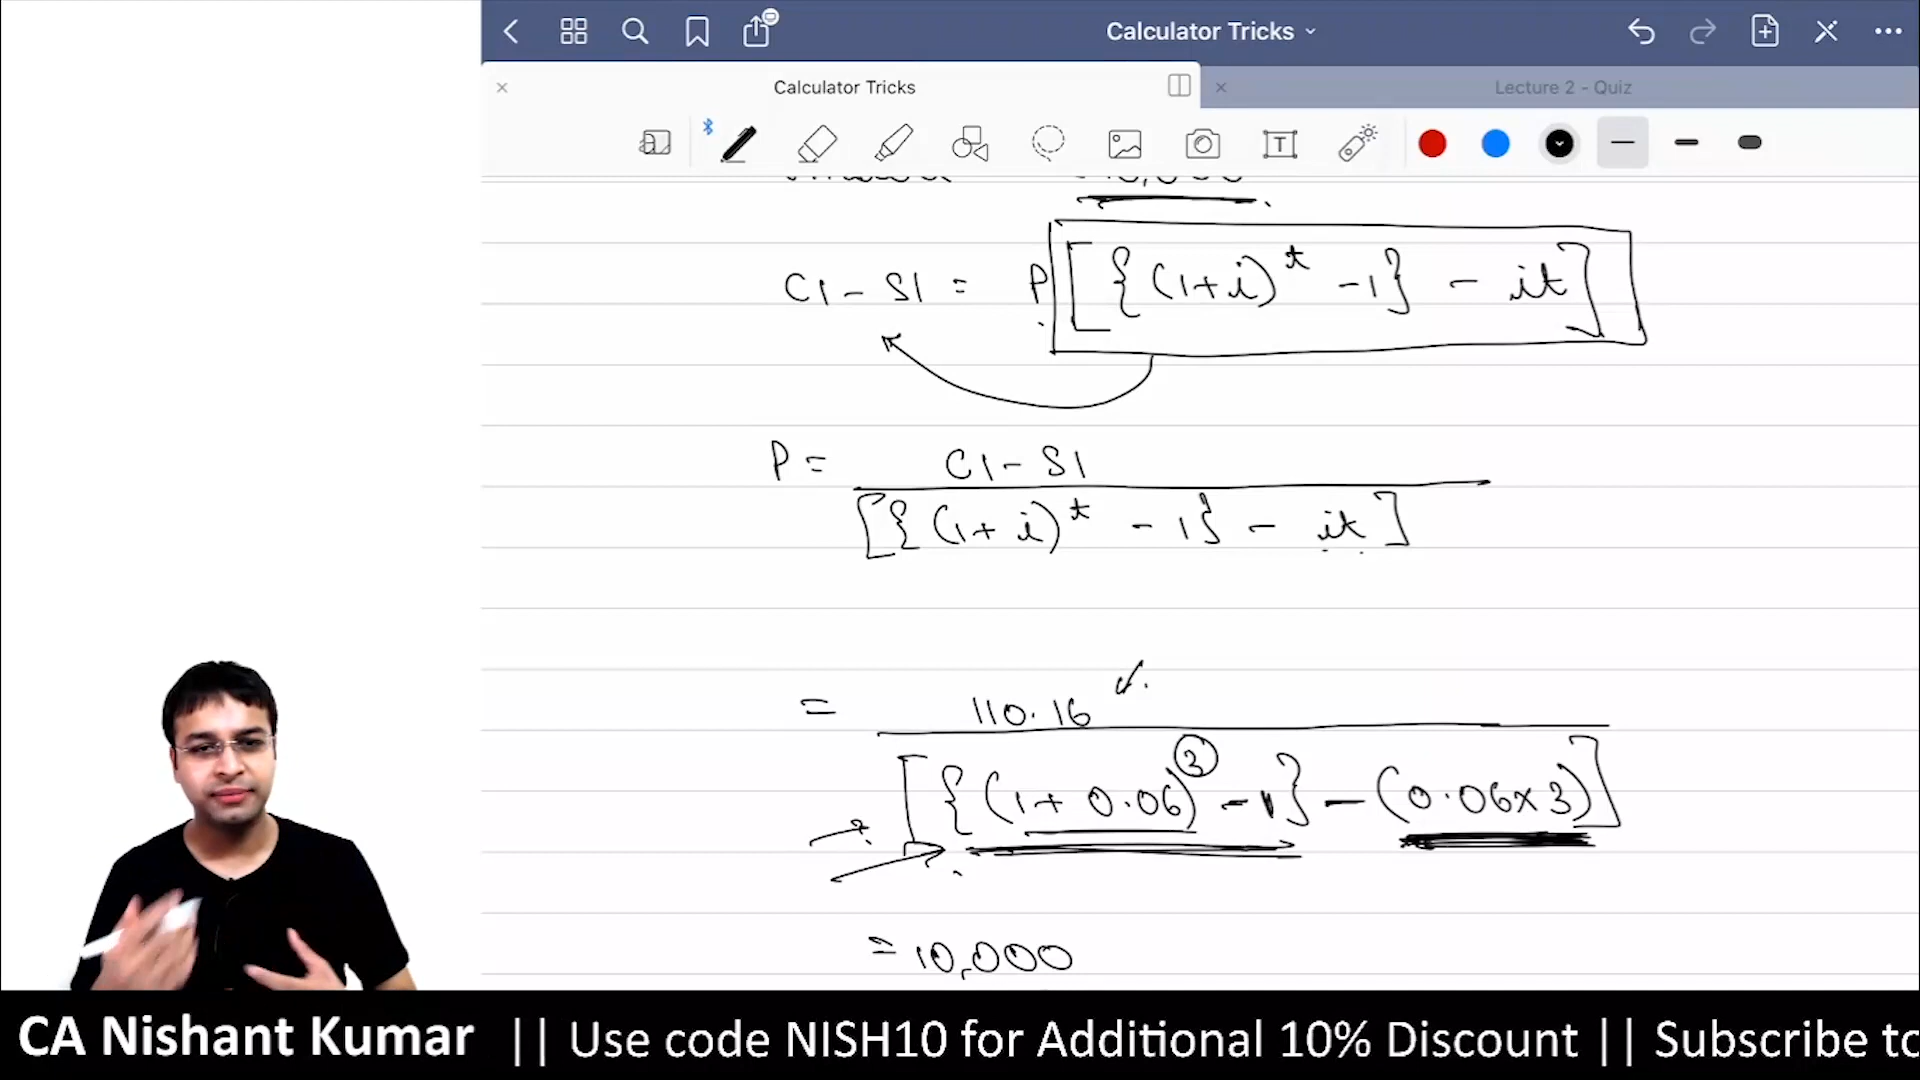 Calculator Tricks
Calculator Tricks
Lecture 2 - Quiz
CI - SI = P[{(1+i)^t -1} - it]
P = CI - SI
[{(1+i)^t - 1} - it]
= 110.16
[{(1+0.06)^3 -1} - (0.06×3)]
= 10,000
CA Nishant Kumar || Use code NISH10 for Additional 10% Discount || Subscribe to